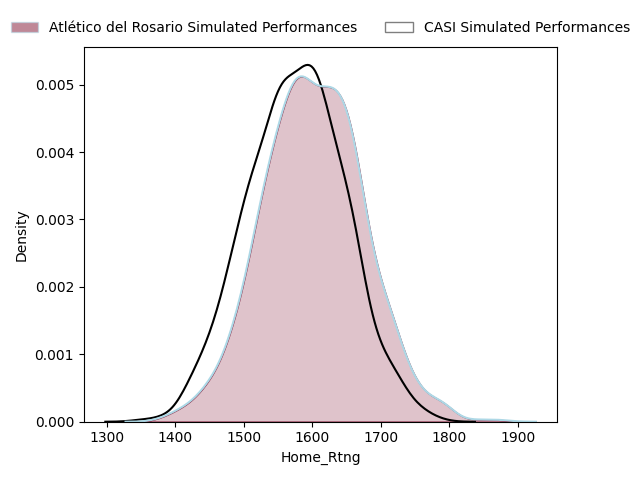 Atlético del Rosario Simulated Performances
CASI Simulated Performances
0.005
0.004
0.003
0.002
0.001
0.000
Density
1300 1400 1500 1600 1700 1800 1900
Home_Rtng